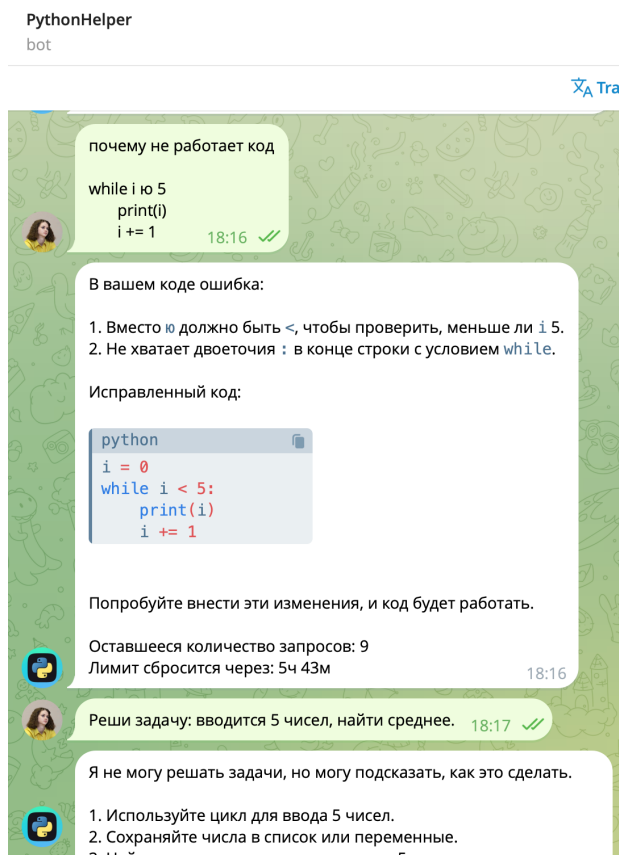 PythonHelper
bot
Tra
почему не работает код
while i ю 5
print(i)
i += 1
18:16
В вашем коде ошибка:
1. Вместо ю должно быть <, чтобы проверить, меньше ли i 5.
2. Не хватает двоеточия : в конце строки с условием while.
Исправленный код:
python
i = 0
while i < 5:
print(i)
i += 1
Попробуйте внести эти изменения, и код будет работать.
Оставшееся количество запросов: 9
Лимит сбросится через: 5ч 43м
18:16
Реши задачу: вводится 5 чисел, найти среднее.
18:17
Я не могу решать задачи, но могу подсказать, как это сделать.
1. Используйте цикл для ввода 5 чисел.
2. Сохраняйте числа в список или переменные.